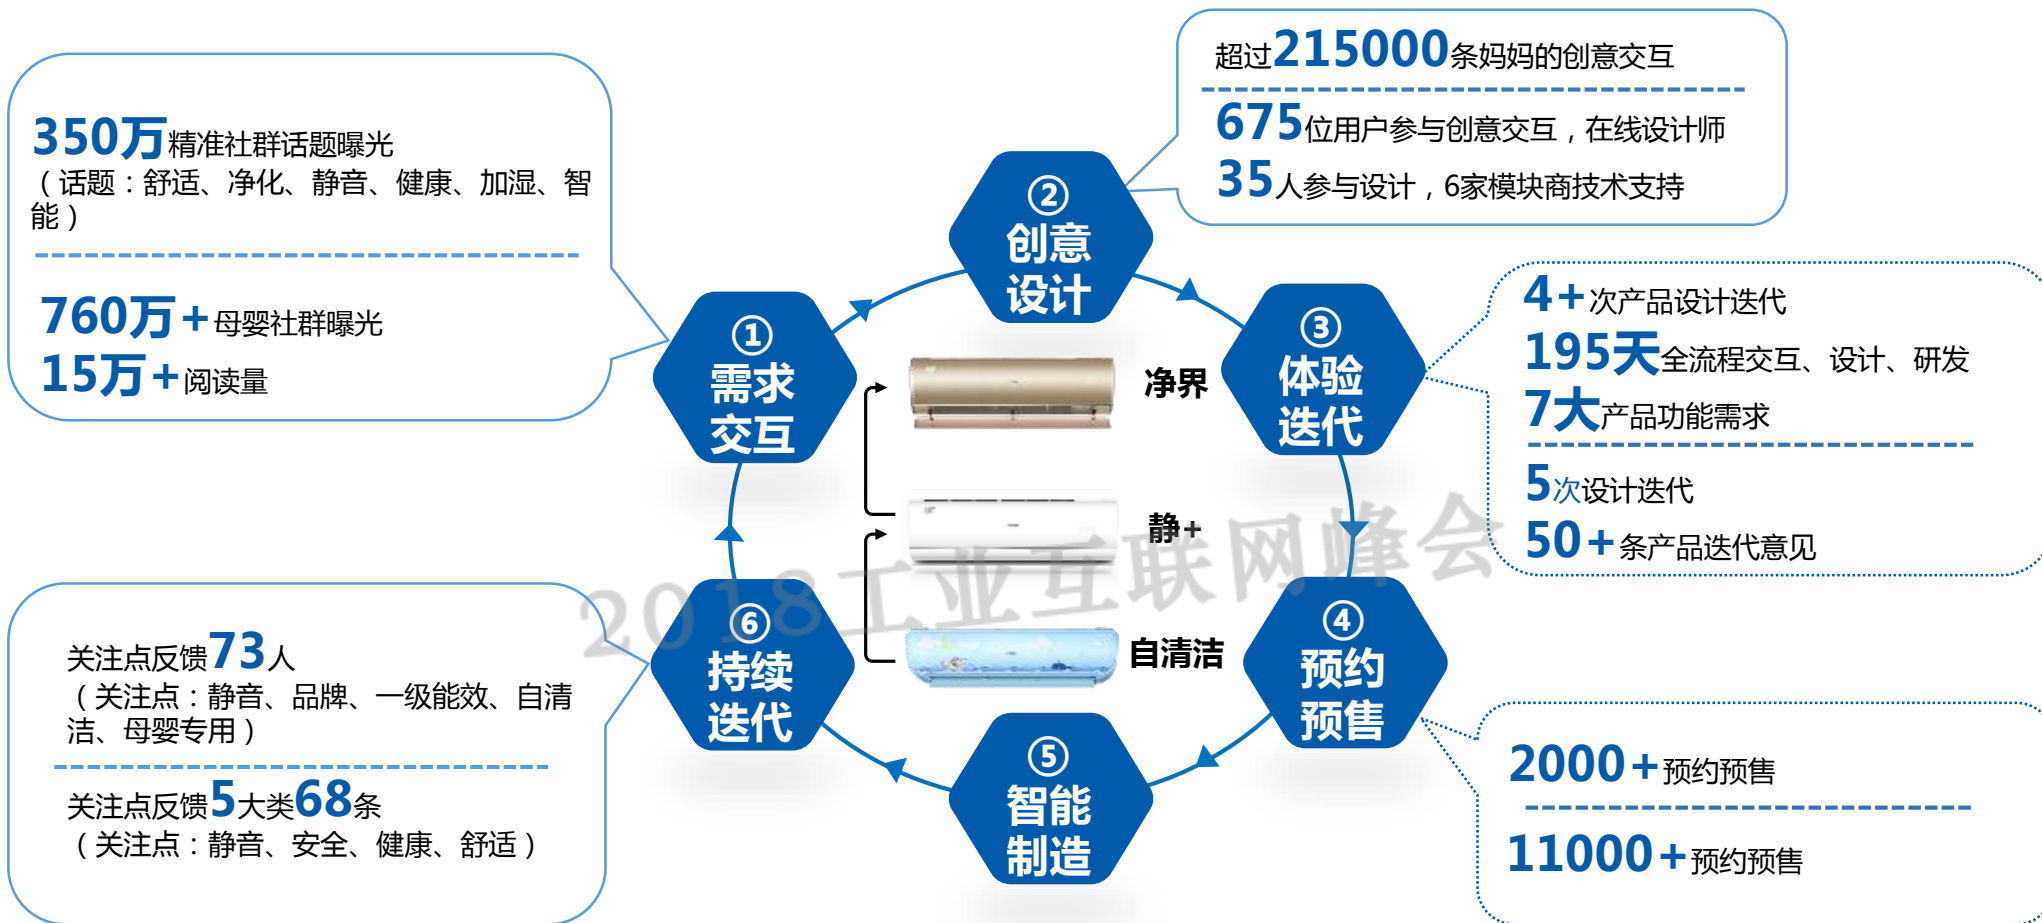 350万精准社群话题曝光
（话题：舒适、净化、静音、健康、加湿、智
能）
760万+母婴社群曝光
15万+阅读量
①
需求
交互
②
创意
设计
超过215000条妈妈的创意交互
675位用户参与创意交互，在线设计师
35人参与设计，6家模块商技术支持
③
体验
迭代
4+次产品设计迭代
195天全流程交互、设计、研发
7大产品功能需求
5次设计迭代
50+条产品迭代意见
净界
静+
自清洁
④
预约
预售
2000+预约预售
11000+预约预售
⑤
智能
制造
⑥
持续
迭代
关注点反馈73人
（关注点：静音、品牌、一级能效、自清
洁、母婴专用）
关注点反馈5大类68条
（关注点：静音、安全、健康、舒适）
2018工业互联网峰会